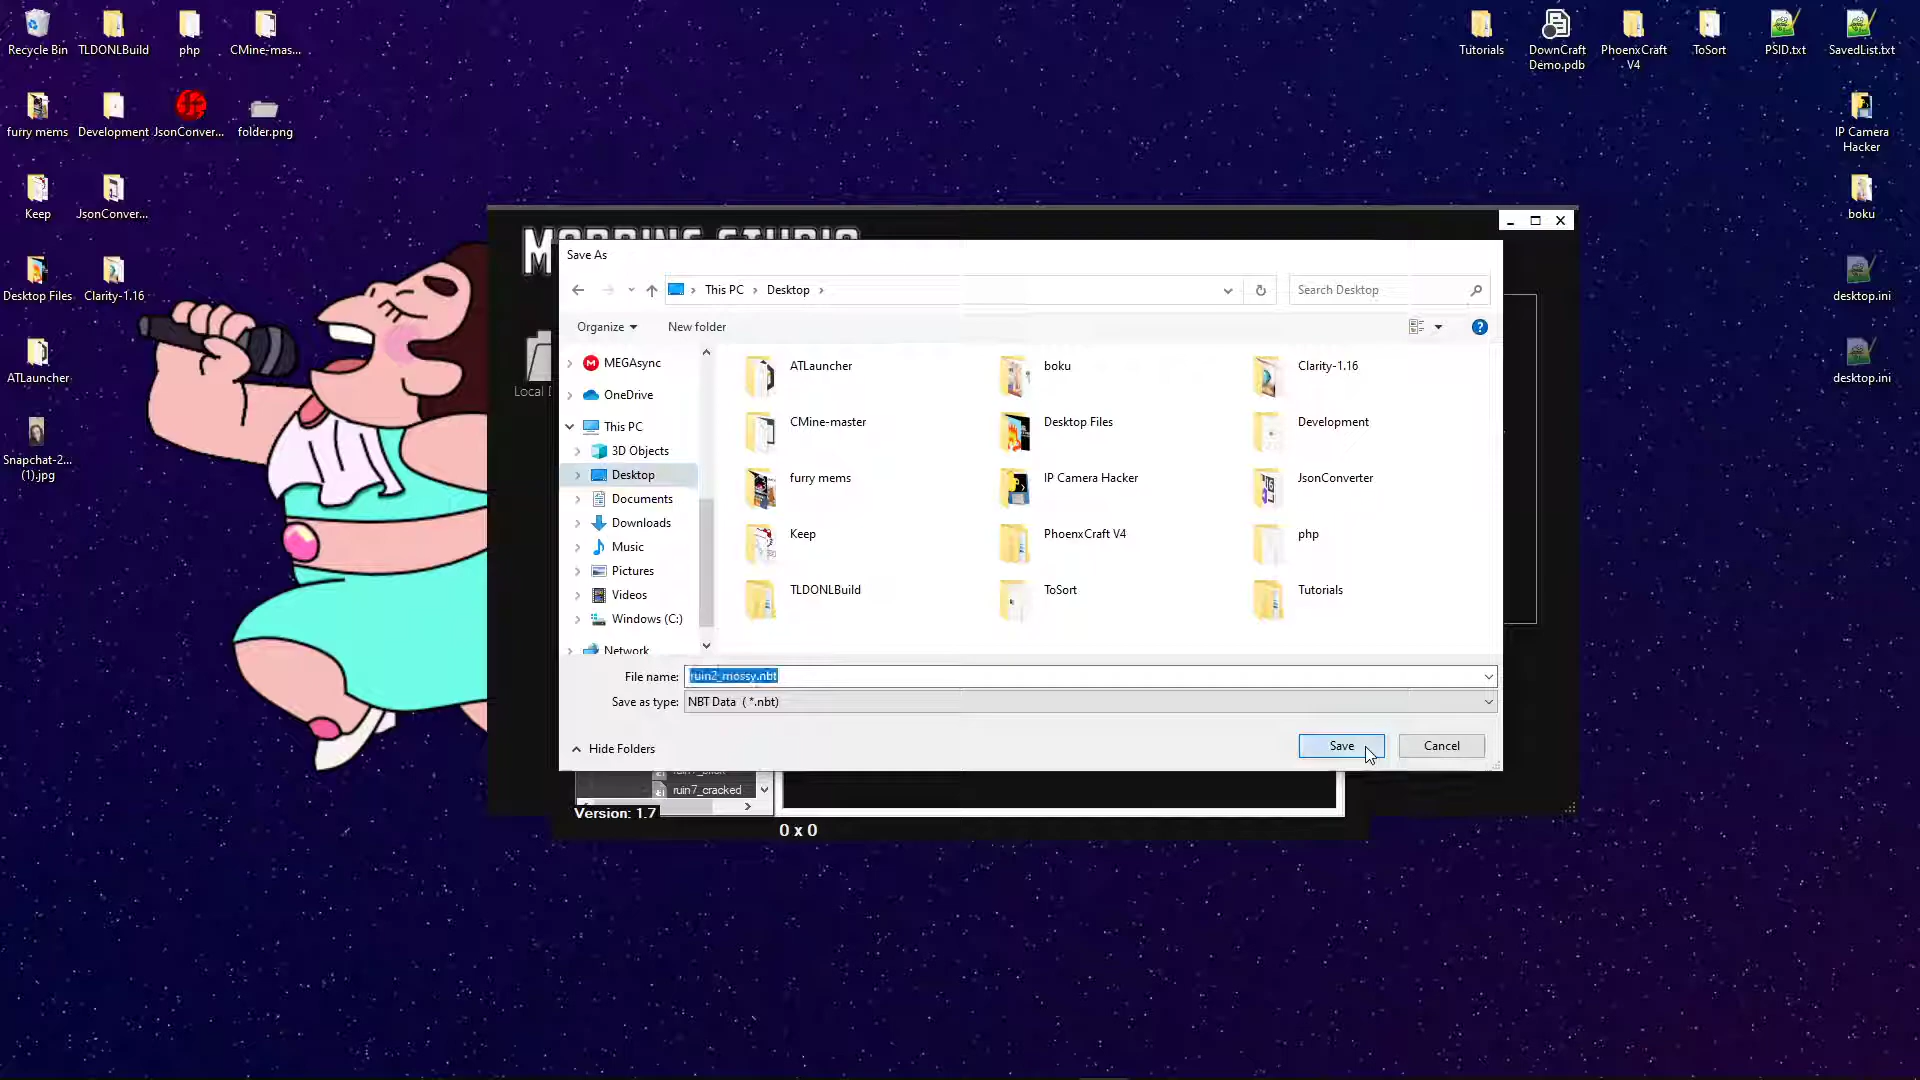 Recycle Bin
TLDONLBuild
php
CMine-mas...
Tutorials
DownCraft
Demo.pdb
PhoenxCraft
V4
ToSort
PSID.txt
SavedList.txt
furry mems
Development
JsonConver...
folder.png
IP Camera
Hacker
Keep
JsonConver...
boku
Desktop Files
Clarity-1.16
desktop.ini
ATLauncher
desktop.ini
Snapchat-2...
(1).jpg
MODDING STUDIO
Save As
This PC
Desktop
Search Desktop
Organize
New folder
MEGAsync
OneDrive
This PC
3D Objects
Desktop
Documents
Downloads
Music
Pictures
Videos
Windows (C:)
Network
ATLauncher
boku
Clarity-1.16
CMine-master
Desktop Files
Development
furry mems
IP Camera Hacker
JsonConverter
Keep
PhoenxCraft V4
php
TLDONLBuild
ToSort
Tutorials
Local
File name:
ruin2_mossy.nbt
Save as type:
NBT Data ( *.nbt)
Hide Folders
Save
Cancel
ruin7_cracked
Version: 1.7
0 x 0